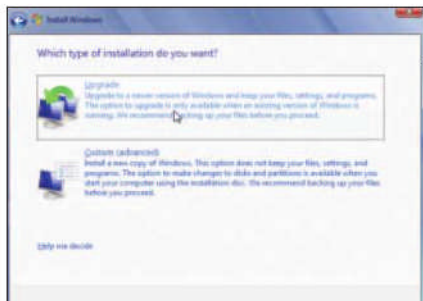 Install Windows
Which type of installation do you want?
Upgrade
Upgrade to a newer version of Windows and keep your files, settings, and programs.
The option to upgrade is only available when an existing version of Windows is
running. We recommend backing up your files before you proceed.
Custom (advanced)
Install a new copy of Windows. This option does not keep your files, settings, and
programs. The option to make changes to disks and partitions is available when you
start your computer using the installation disc. We recommend backing up your files
before you proceed.
Help me decide